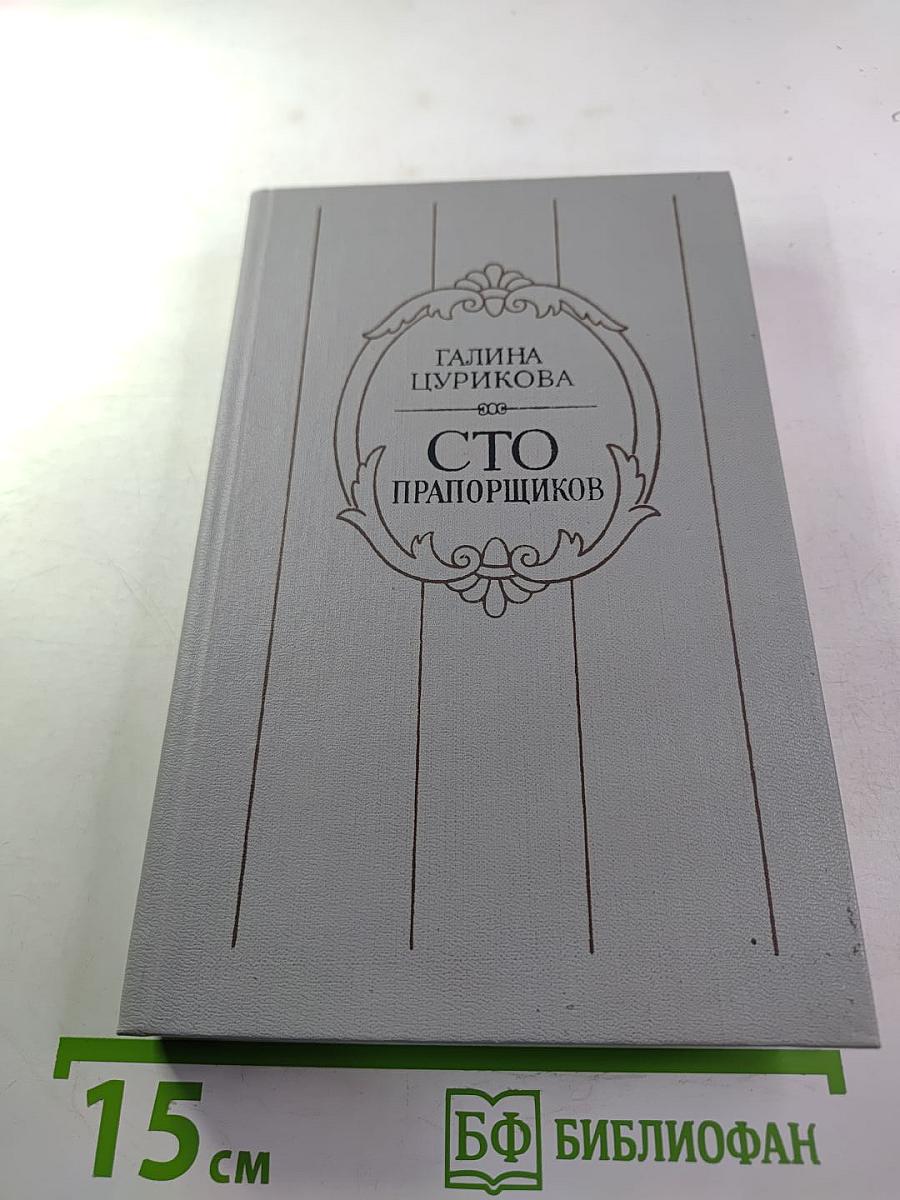 ГАЛИНА
ЦУРИКОВА
СТО
ПРАПОРЩИКОВ
15 см
БФ БИБЛИОФАН